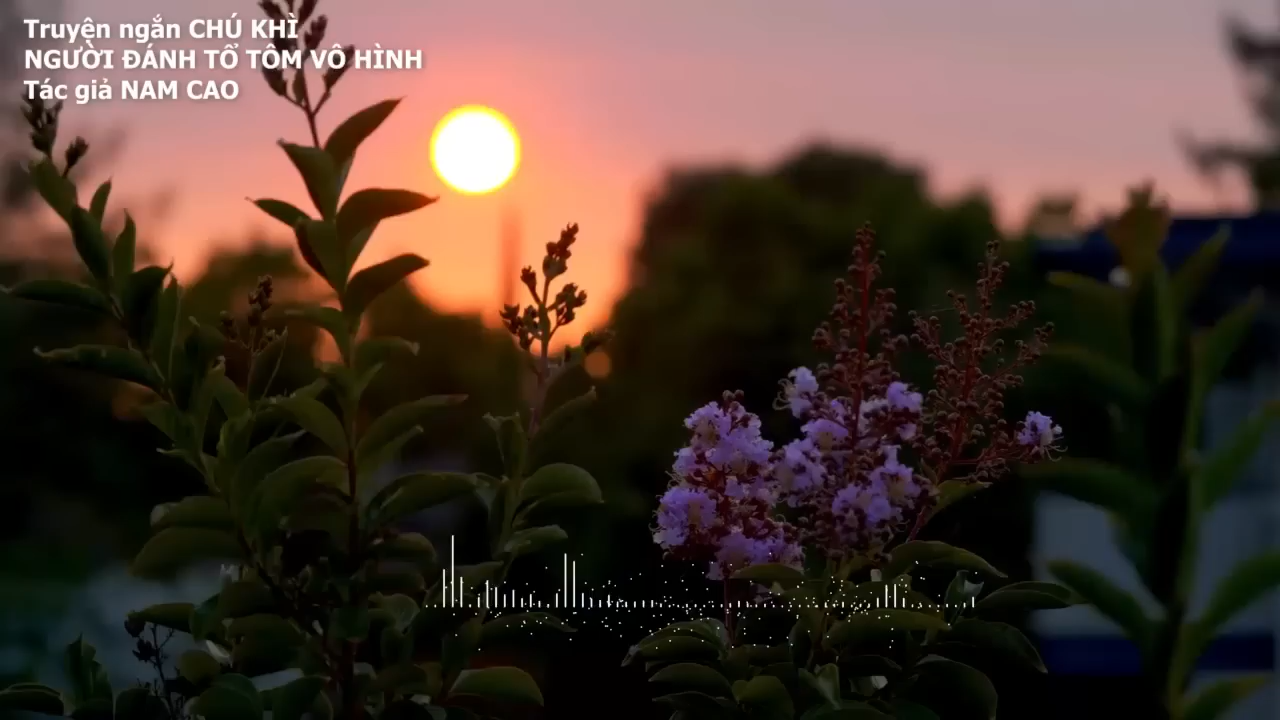 Truyện ngắn CHÚ KHÌ
NGƯỜI ĐÁNH TỔ TÔM VÔ HÌNH
Tác giả NAM CAO